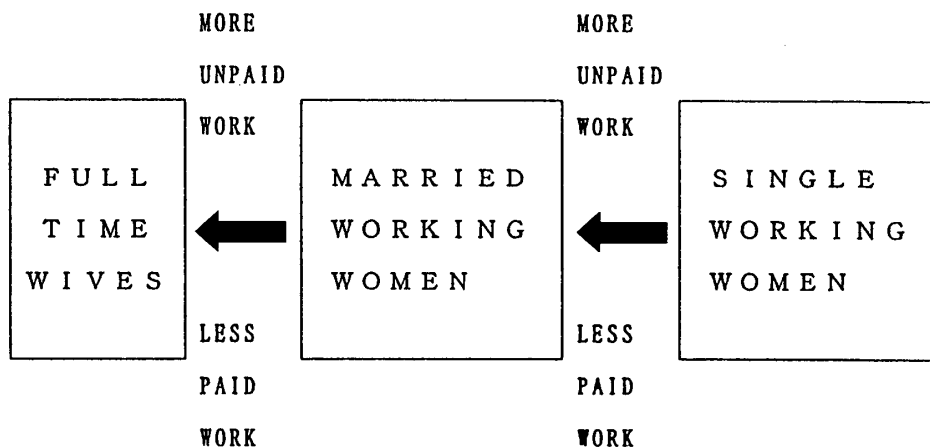 MORE
UNPAID
WORK
MORE
UNPAID
WORK
FULL
TIME
WIVES
MARRIED
WORKING
WOMEN
SINGLE
WORKING
WOMEN
LESS
PAID
WORK
LESS
PAID
WORK